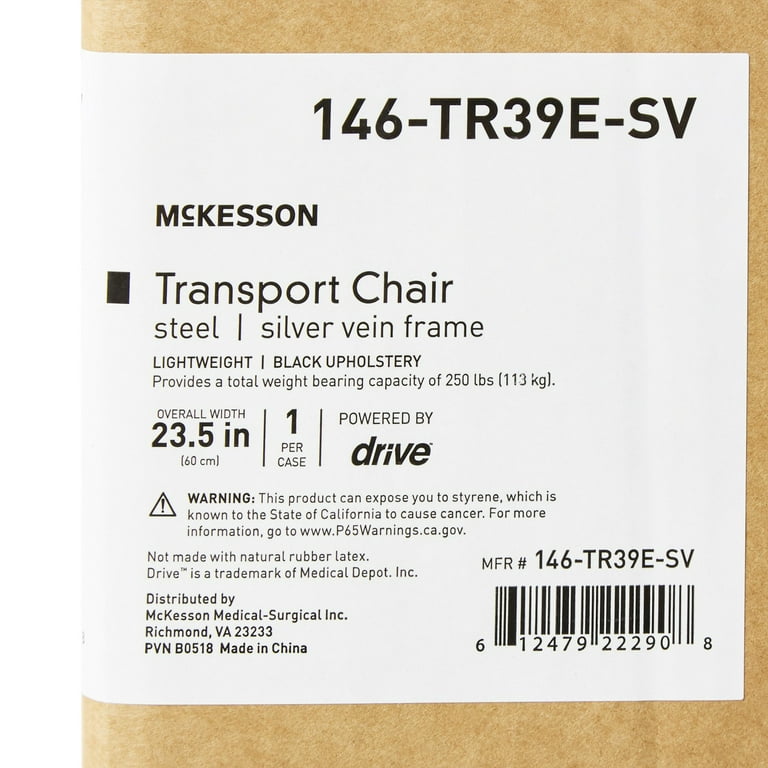 146-TR39E-SV
McKESSON
Transport Chair
steel | silver vein frame
LIGHTWEIGHT | BLACK UPHOLSTERY
Provides a total weight bearing capacity of 250 lbs (113 kg).
OVERALL WIDTH
23.5 in
(60 cm)
1
PER
CASE
POWERED BY
drive™
WARNING: This product can expose you to styrene, which is
known to the State of California to cause cancer. For more
information, go to www.P65Warnings.ca.gov.
Not made with natural rubber latex.
Drive™ is a trademark of Medical Depot. Inc.
Distributed by
McKesson Medical-Surgical Inc.
Richmond, VA 23233
PVN B0518 Made in China
MFR # 146-TR39E-SV
6 12479 22290 8